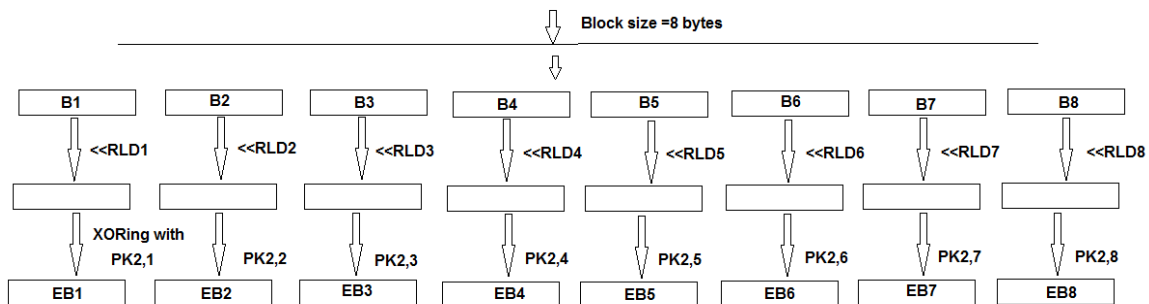 Block size =8 bytes
B1 B2 B3 B4 B5 B6 B7 B8
<<RLD1 <<RLD2 <<RLD3 <<RLD4 <<RLD5 <<RLD6 <<RLD7 <<RLD8
XORing with
PK2,1 PK2,2 PK2,3 PK2,4 PK2,5 PK2,6 PK2,7 PK2,8
EB1 EB2 EB3 EB4 EB5 EB6 EB7 EB8